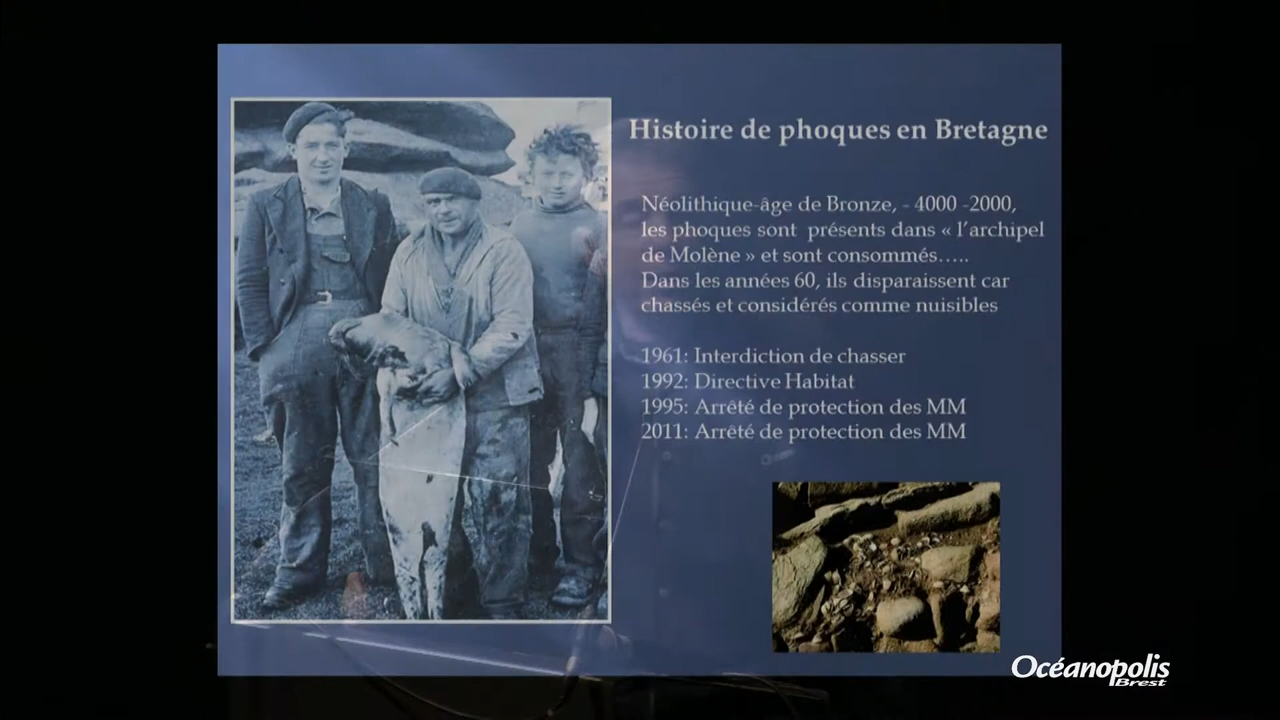 Histoire de phoques en Bretagne
Néolithique-âge de Bronze, - 4000 -2000,
les phoques sont présents dans « l'archipel
de Molène » et sont consommés…..
Dans les années 60, ils disparaissent car
chassés et considérés comme nuisibles
1961: Interdiction de chasser
1992: Directive Habitat
1995: Arrêté de protection des MM
2011: Arrêté de protection des MM
Océanopolis
Brest